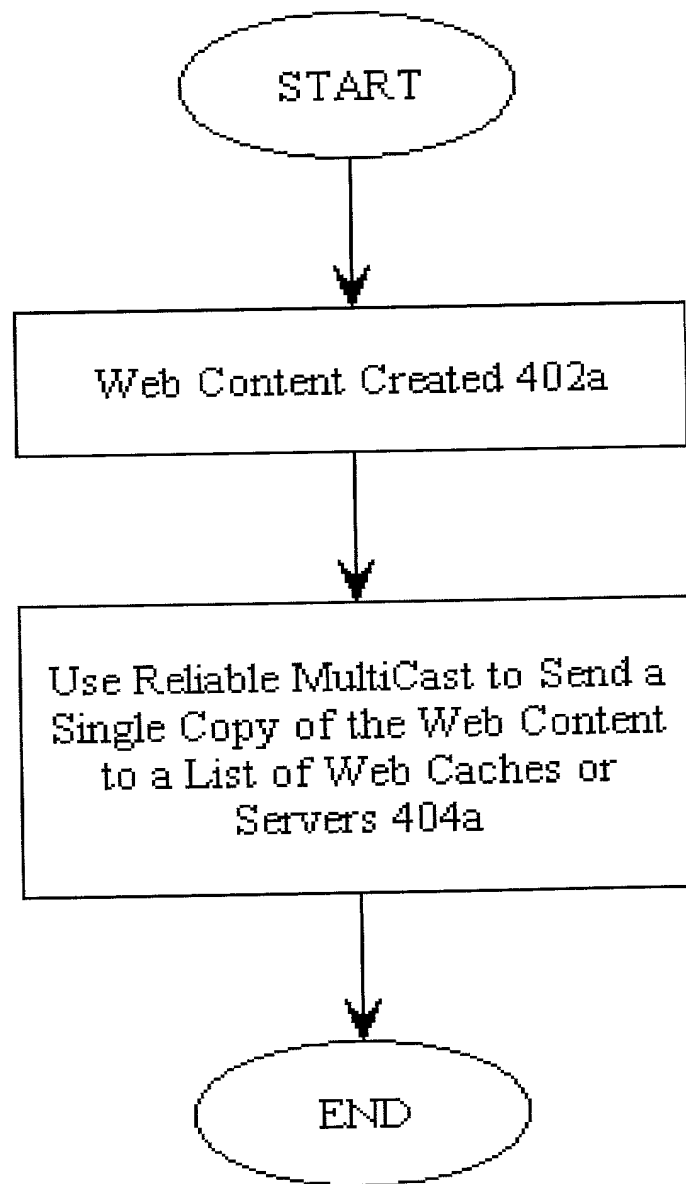 START
Web Content Created 402a
Use Reliable MultiCast to Send a
Single Copy of the Web Content
to a List of Web Caches or
Servers 404a
END